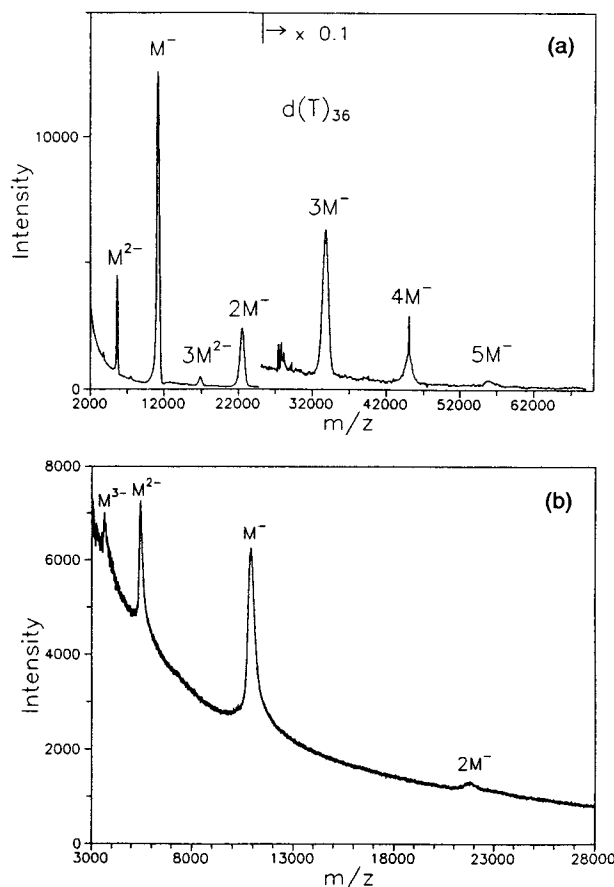 → x 0.1
(a)
M⁻
d(T)₃₆
10000
Intensity
3M⁻
M²⁻
4M⁻
2M⁻
3M²⁻
5M⁻
0
2000 12000 22000 32000 42000 52000 62000
m/z
8000
M³⁻ M²⁻
(b)
M⁻
6000
Intensity
4000
2000
2M⁻
0
3000 8000 13000 18000 23000 28000
m/z